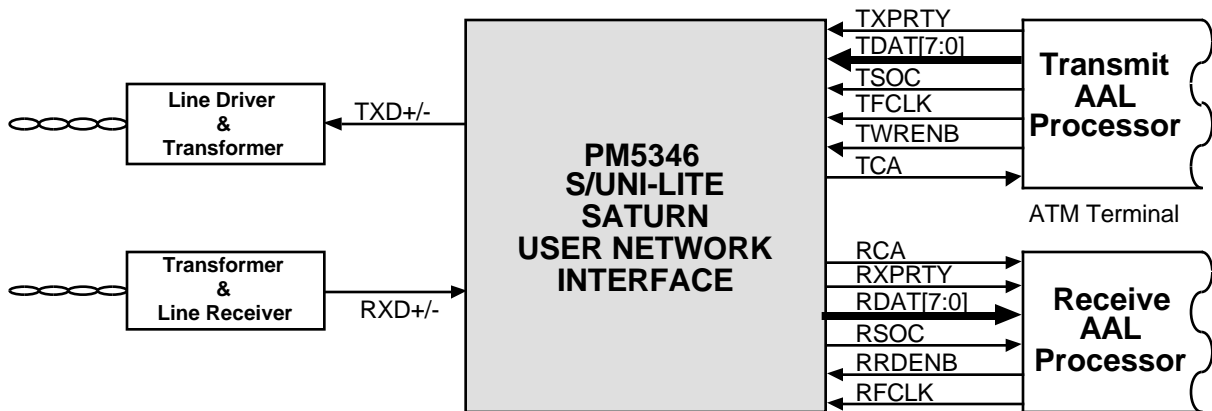 TXPRTY
TDAT[7:0]
TSOC
TFCLK
TWRENB
TCA
Transmit
AAL
Processor
ATM Terminal
Line Driver
&
Transformer
TXD+/-
PM5346
S/UNI-LITE
SATURN
USER NETWORK
INTERFACE
Transformer
&
Line Receiver
RXD+/-
RCA
RXPRTY
RDAT[7:0]
RSOC
RRDENB
RFCLK
Receive
AAL
Processor